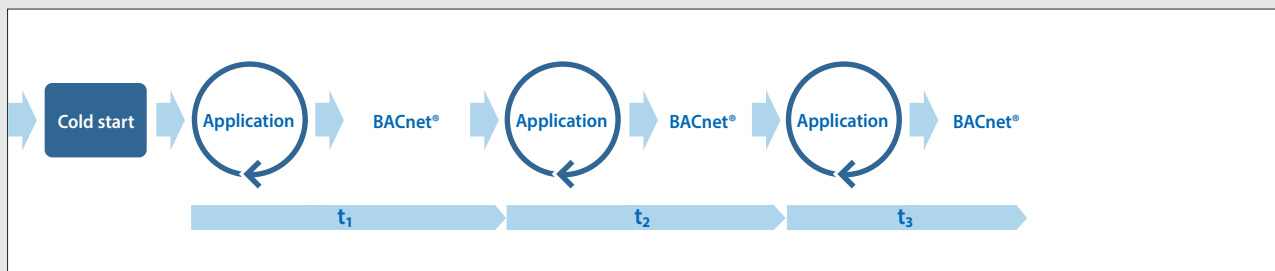 Cold start
Application
BACnet®
Application
BACnet®
Application
BACnet®
t₁
t₂
t₃